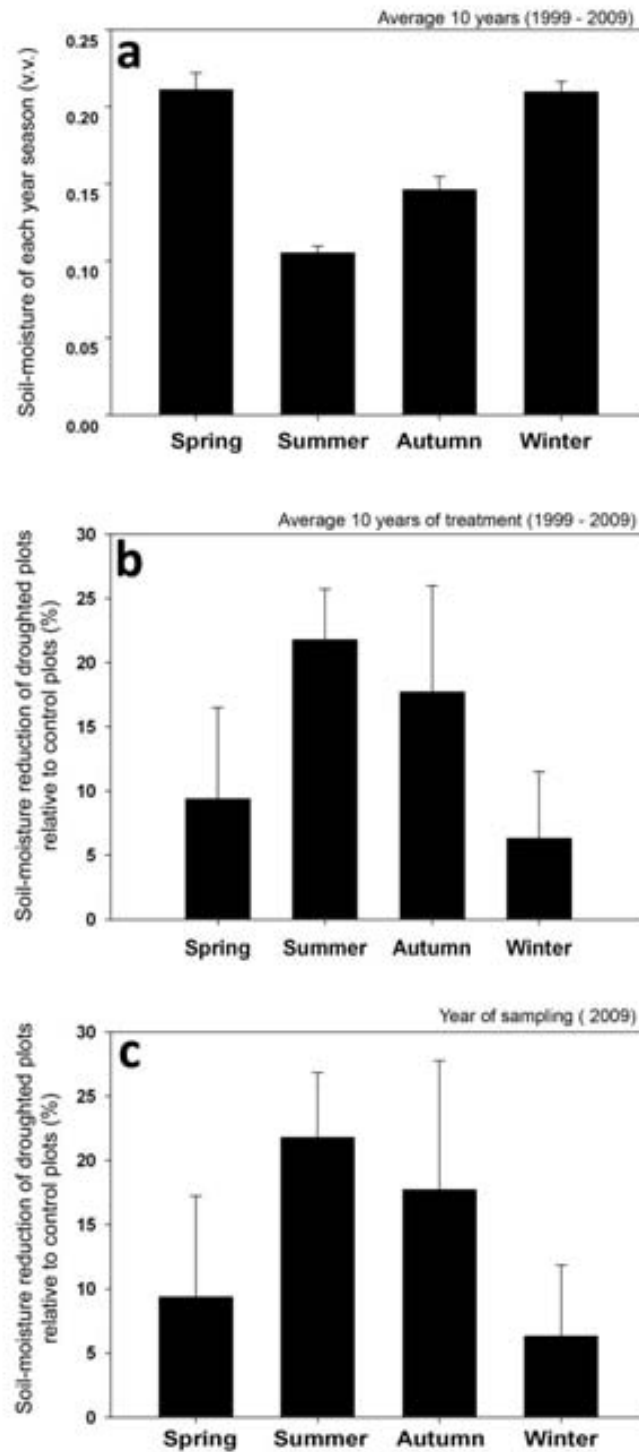 Average 10 years (1999 - 2009)
a
Soil-moisture of each year season (v.v.)
0.25
0.20
0.15
0.10
0.05
0.00
Spring Summer Autumn Winter
Average 10 years of treatment (1999 - 2009)
b
Soil-moisture reduction of droughted plots
relative to control plots (%)
30
25
20
15
10
5
0
Spring Summer Autumn Winter
Year of sampling ( 2009)
c
Soil-moisture reduction of droughted plots
relative to control plots (%)
30
25
20
15
10
5
0
Spring Summer Autumn Winter